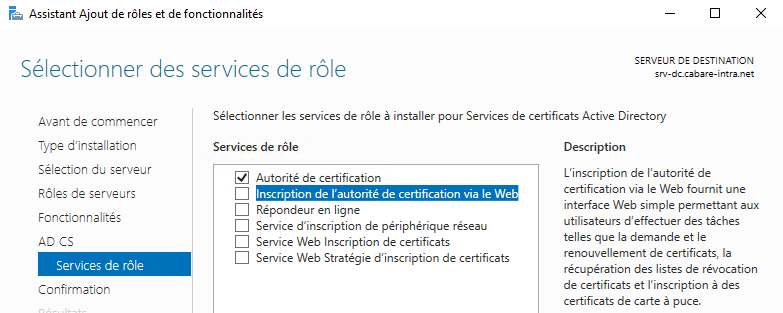 Assistant Ajout de rôles et de fonctionnalités
Sélectionner des services de rôle
SERVEUR DE DESTINATION
srv-dc.cabare-intra.net
Avant de commencer
Type d'installation
Sélection du serveur
Rôles de serveurs
Fonctionnalités
AD CS
Services de rôle
Confirmation
Résultats
Sélectionner les services de rôle à installer pour Services de certificats Active Directory
Services de rôle
Autorité de certification
Inscription de l'autorité de certification via le Web
Répondeur en ligne
Service d'inscription de périphérique réseau
Service Web Inscription de certificats
Service Web Stratégie d'inscription de certificats
Description
L'inscription de l'autorité de
certification via le Web fournit une
interface Web simple permettant aux
utilisateurs d'effectuer des tâches
telles que la demande et le
renouvellement de certificats, la
récupération des listes de révocation
de certificats et l'inscription à des
certificats de carte à puce.